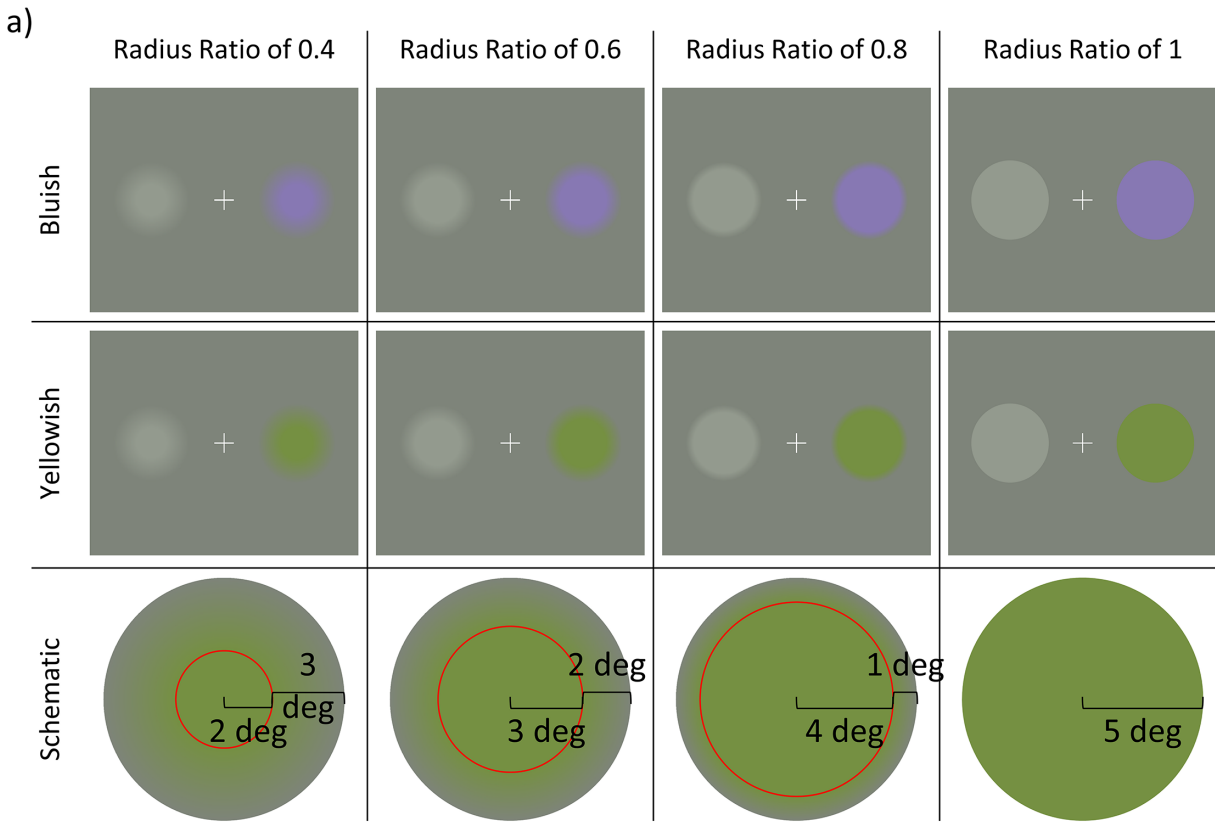 a)
Radius Ratio of 0.4
Radius Ratio of 0.6
Radius Ratio of 0.8
Radius Ratio of 1
Bluish
Yellowish
Schematic
3
deg
2 deg
2 deg
3 deg
1 deg
4 deg
5 deg